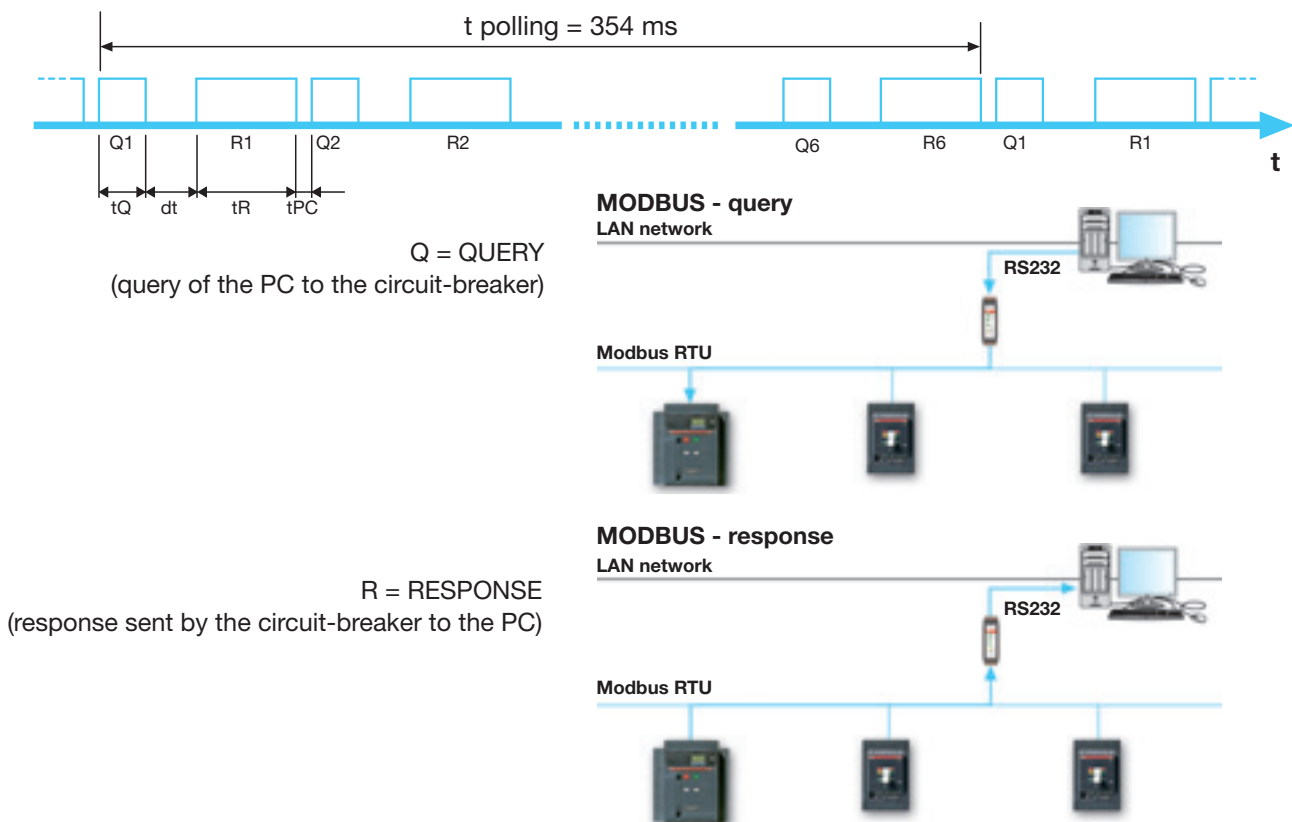 t polling = 354 ms
Q1 R1 Q2 R2 Q6 R6 Q1 R1
t
tQ dt tR tPC
Q = QUERY
(query of the PC to the circuit-breaker)
MODBUS - query
LAN network
RS232
Modbus RTU
MODBUS - response
LAN network
R = RESPONSE
(response sent by the circuit-breaker to the PC)
RS232
Modbus RTU